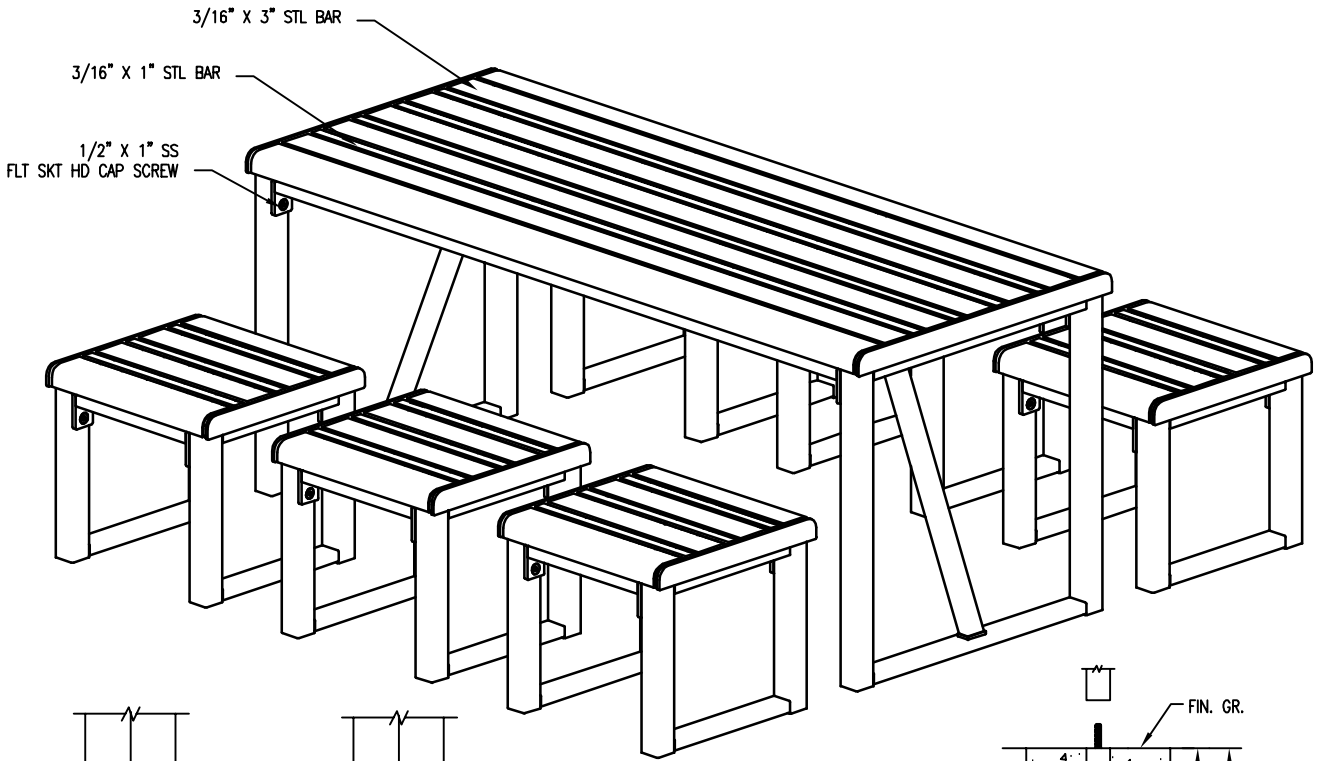 3/16" X 3" STL BAR
3/16" X 1" STL BAR
1/2" X 1" SS
FLT SKT HD CAP SCREW
FIN. GR.